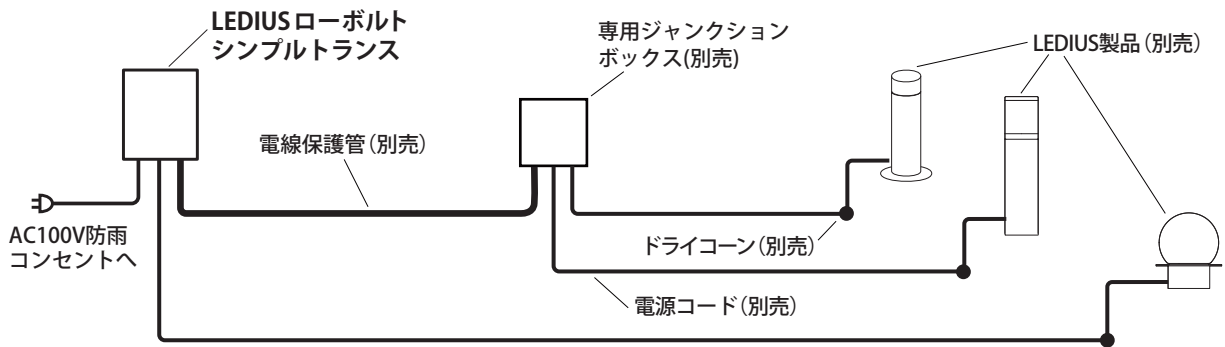 LEDIUSローボルト
シンプルトランス
専用ジャンクション
ボックス(別売)
LEDIUS製品(別売)
電線保護管(別売)
AC100V防雨
コンセントへ
ドライコーン(別売)
電源コード(別売)